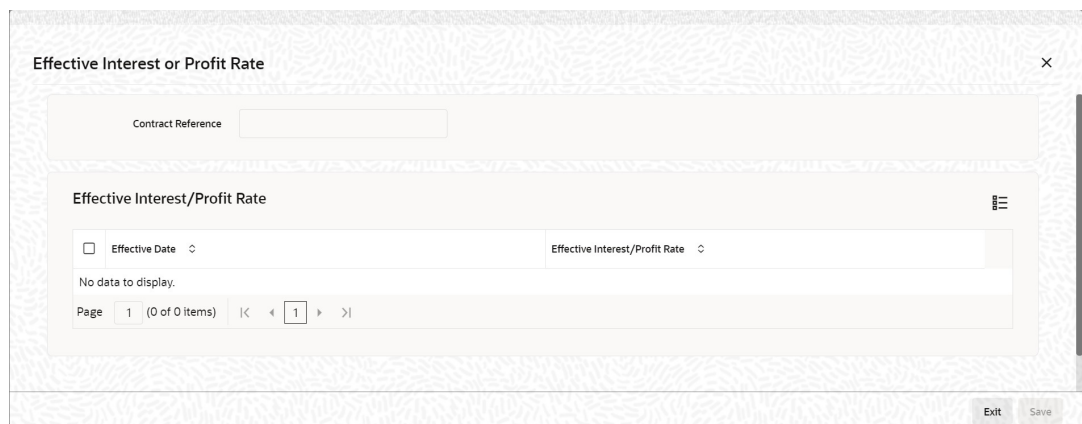 Effective Interest or Profit Rate
Contract Reference
Effective Interest/Profit Rate
Effective Date Effective Interest/Profit Rate
No data to display.
Page 1 (0 of 0 items) 1
Exit Save